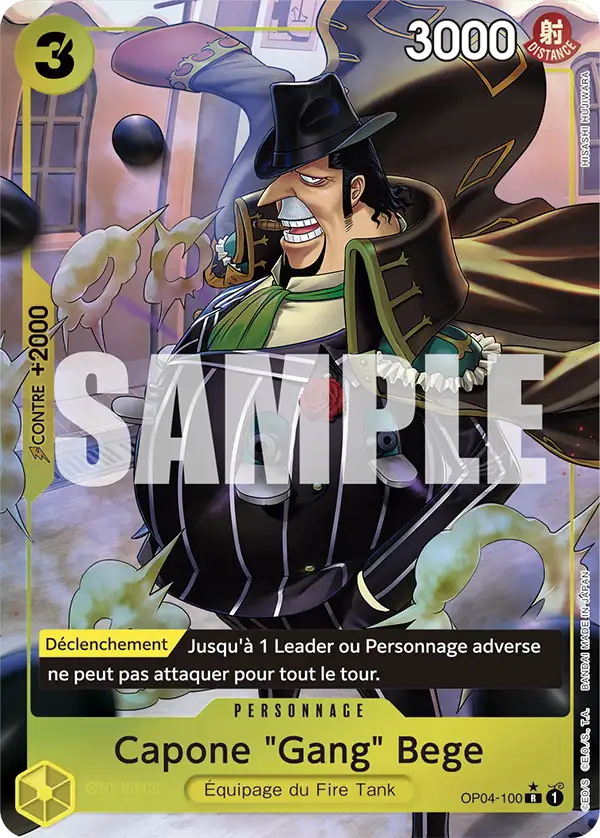 3
3000
射
DISTANCE
HISASHI FUJIWARA
CONTRE +2000
SAMPLE
Déclenchement Jusqu'à 1 Leader ou Personnage adverse
ne peut pas attaquer pour tout le tour.
BANDAI MADE IN JAPAN
©E.O./S., T.A.
©EO/S
PERSONNAGE
Capone "Gang" Bege
ONE PIECE
Équipage du Fire Tank
OP04-100 R 1